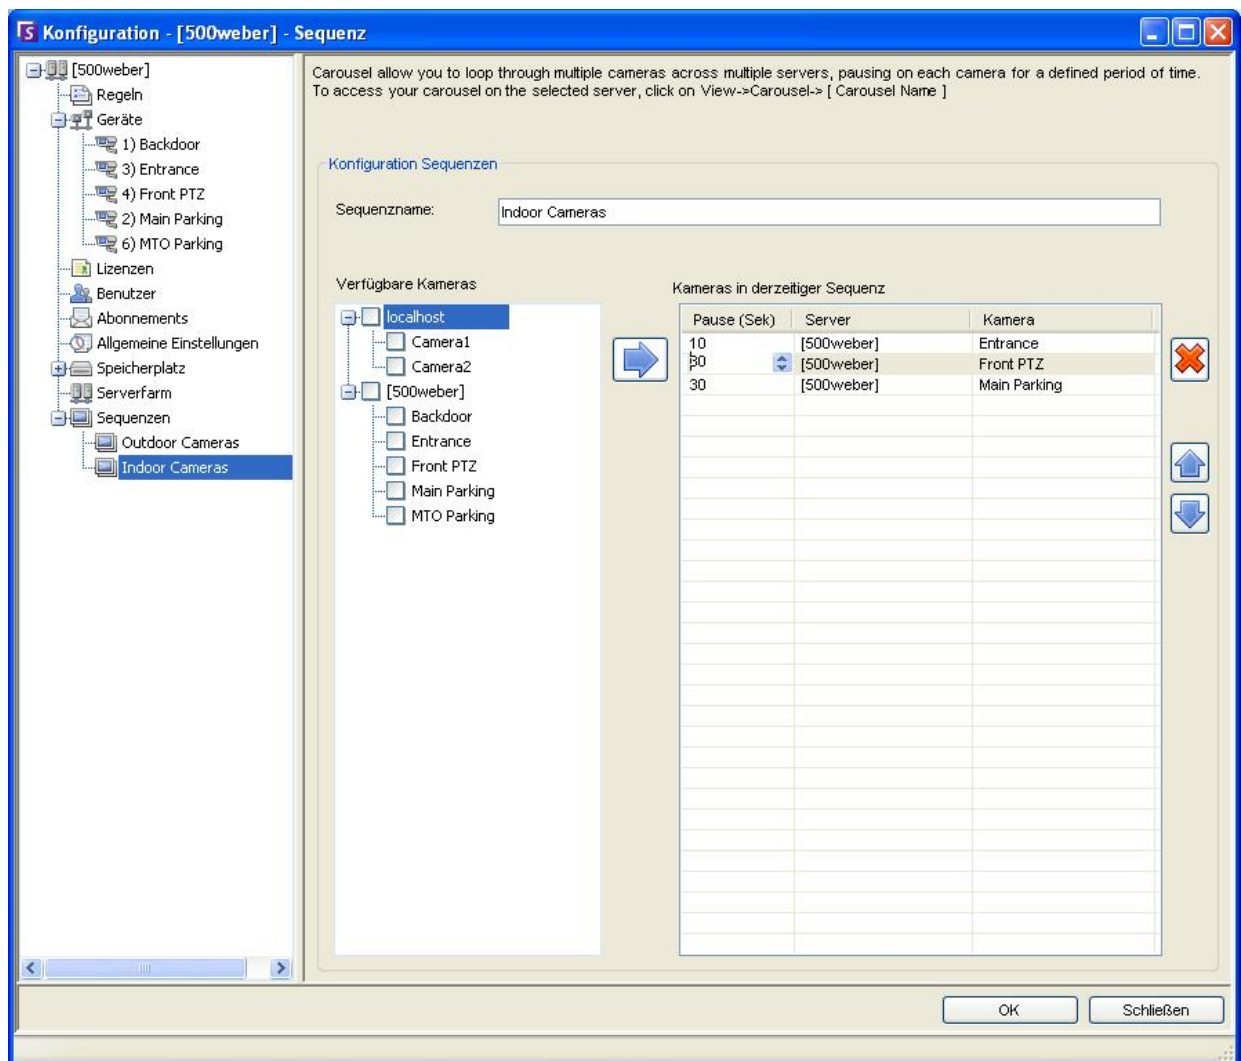 Konfiguration - [500weber] - Sequenz
[500weber]
Regeln
Geräte
1) Backdoor
3) Entrance
4) Front PTZ
2) Main Parking
6) MTO Parking
Lizenzen
Benutzer
Abonnements
Allgemeine Einstellungen
Speicherplatz
Serverfarm
Sequenzen
Outdoor Cameras
Indoor Cameras
Carousel allow you to loop through multiple cameras across multiple servers, pausing on each camera for a defined period of time.
To access your carousel on the selected server, click on View->Carousel-> [ Carousel Name ]
Konfiguration Sequenzen
Sequenzname: Indoor Cameras
Verfügbare Kameras
localhost
Camera1
Camera2
[500weber]
Backdoor
Entrance
Front PTZ
Main Parking
MTO Parking
Kameras in derzeitiger Sequenz
Pause (Sek) Server Kamera
10 [500weber] Entrance
30 [500weber] Front PTZ
30 [500weber] Main Parking
OK Schließen